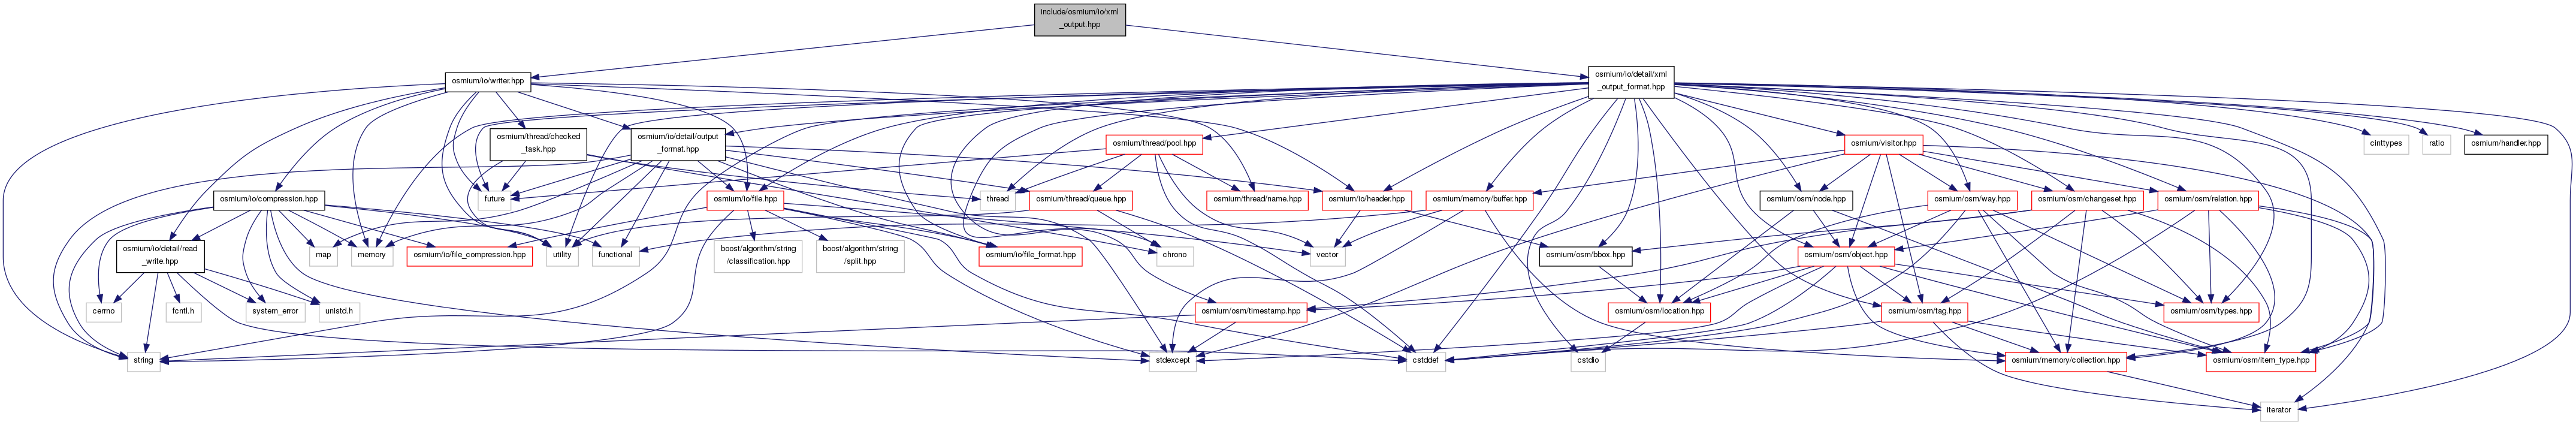 include/osmium/io/xml
_output.hpp
osmium/io/writer.hpp
osmium/io/detail/xml
_output_format.hpp
osmium/thread/checked
_task.hpp
osmium/io/detail/output
_format.hpp
osmium/thread/pool.hpp
osmium/visitor.hpp
cinttypes
ratio
osmium/handler.hpp
osmium/io/compression.hpp
future
osmium/io/file.hpp
thread
osmium/thread/queue.hpp
osmium/thread/name.hpp
osmium/io/header.hpp
osmium/memory/buffer.hpp
osmium/osm/node.hpp
osmium/osm/way.hpp
osmium/osm/changeset.hpp
osmium/osm/relation.hpp
osmium/io/detail/read
_write.hpp
map
memory
osmium/io/file_compression.hpp
utility
functional
boost/algorithm/string
/classification.hpp
boost/algorithm/string
/split.hpp
osmium/io/file_format.hpp
chrono
vector
osmium/osm/bbox.hpp
osmium/osm/object.hpp
cerrno
fcntl.h
system_error
unistd.h
osmium/osm/timestamp.hpp
osmium/osm/location.hpp
osmium/osm/tag.hpp
osmium/osm/types.hpp
string
stdexcept
cstddef
cstdio
osmium/memory/collection.hpp
osmium/osm/item_type.hpp
iterator